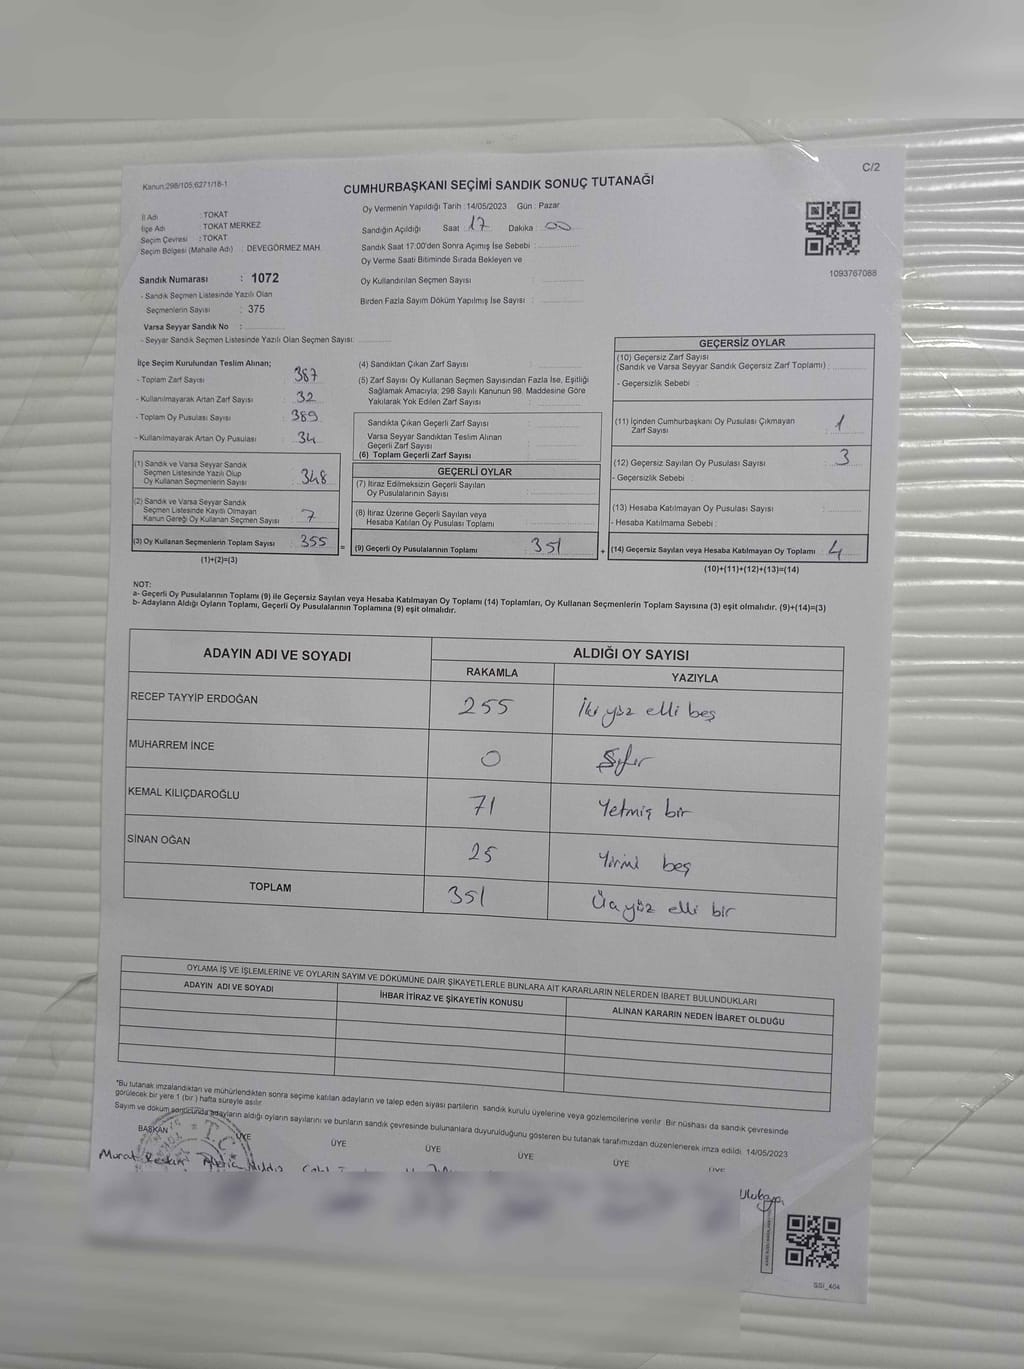 C/2
Kanun:298/105;6271/18-1
CUMHURBAŞKANI SEÇİMİ SANDIK SONUÇ TUTANAĞI
İl Adı : TOKAT
İlçe Adı : TOKAT MERKEZ
Seçim Çevresi : TOKAT
Seçim Bölgesi (Mahalle Adı) : DEVEGÖRMEZ MAH.
Oy Vermenin Yapıldığı Tarih :14/05/2023 Gün : Pazar
Sandığın Açıldığı Saat 17 Dakika : 00
Sandık Saat 17:00'den Sonra Açımış İse Sebebi :
Oy Verme Saati Bitiminde Sırada Bekleyen ve
Oy Kullandırılan Seçmen Sayısı :
Birden Fazla Sayım Döküm Yapılmış İse Sayısı :
1093767088
Sandık Numarası : 1072
- Sandık Seçmen Listesinde Yazılı Olan
Seçmenlerin Sayısı : 375
Varsa Seyyar Sandık No :
- Seyyar Sandık Seçmen Listesinde Yazılı Olan Seçmen Sayısı:
İlçe Seçim Kurulundan Teslim Alınan;
- Toplam Zarf Sayısı 387
- Kullanılmayarak Artan Zarf Sayısı 32
- Toplam Oy Pusulası Sayısı 389
- Kullanılmayarak Artan Oy Pusulası 34
(1) Sandık ve Varsa Seyyar Sandık
Seçmen Listesinde Yazılı Olup
Oy Kullanan Seçmenlerin Sayısı 348
(2) Sandık ve Varsa Seyyar Sandık
Seçmen Listesinde Kayıtlı Olmayan
Kanun Gereği Oy Kullanan Seçmen Sayısı 7
(3) Oy Kullanan Seçmenlerin Toplam Sayısı 355
(1)+(2)=(3)
(4) Sandıktan Çıkan Zarf Sayısı :
(5) Zarf Sayısı Oy Kullanan Seçmen Sayısından Fazla İse, Eşitliği
Sağlamak Amacıyla; 298 Sayılı Kanunun 98. Maddesine Göre
Yakılarak Yok Edilen Zarf Sayısı :
Sandıkta Çıkan Geçerli Zarf Sayısı :
Varsa Seyyar Sandıktan Teslim Alınan
Geçerli Zarf Sayısı :
(6) Toplam Geçerli Zarf Sayısı :
GEÇERLİ OYLAR
(7) İtiraz Edilmeksizin Geçerli Sayılan
Oy Pusulalarının Sayısı :
(8) İtiraz Üzerine Geçerli Sayılan veya
Hesaba Katılan Oy Pusulası Toplamı :
= (9) Geçerli Oy Pusulalarının Toplamı 351 +
GEÇERSİZ OYLAR
(10) Geçersiz Zarf Sayısı
(Sandık ve Varsa Seyyar Sandık Geçersiz Zarf Toplamı) :
- Geçersizlik Sebebi :
(11) İçinden Cumhurbaşkanı Oy Pusulası Çıkmayan
Zarf Sayısı : 1
(12) Geçersiz Sayılan Oy Pusulası Sayısı : 3
- Geçersizlik Sebebi :
(13) Hesaba Katılmayan Oy Pusulası Sayısı :
- Hesaba Katılmama Sebebi :
(14) Geçersiz Sayılan veya Hesaba Katılmayan Oy Toplamı : 4
(10)+(11)+(12)+(13)=(14)
NOT:
a- Geçerli Oy Pusulalarının Toplamı (9) ile Geçersiz Sayılan veya Hesaba Katılmayan Oy Toplamı (14) Toplamları, Oy Kullanan Seçmenlerin Toplam Sayısına (3) eşit olmalıdır. (9)+(14)=(3)
b- Adayların Aldığı Oyların Toplamı, Geçerli Oy Pusulalarının Toplamına (9) eşit olmalıdır.
ADAYIN ADI VE SOYADI ALDIĞI OY SAYISI
RAKAMLA YAZIYLA
RECEP TAYYİP ERDOĞAN 255 İki yüz elli beş
MUHARREM İNCE 0 Sıfır
KEMAL KILIÇDAROĞLU 71 Yetmiş bir
SİNAN OĞAN 25 Yirmi beş
TOPLAM 351 Üç yüz elli bir
OYLAMA İŞ VE İŞLEMLERİNE VE OYLARIN SAYIM VE DÖKÜMÜNE DAİR ŞİKAYETLERLE BUNLARA AİT KARARLARIN NELERDEN İBARET BULUNDUKLARI
ADAYIN ADI VE SOYADI İHBAR İTİRAZ VE ŞİKAYETİN KONUSU ALINAN KARARIN NEDEN İBARET OLDUĞU
*Bu tutanak imzalandıktan ve mühürlendikten sonra seçime katılan adayların ve talep eden siyasi partilerin sandık kurulu üyelerine veya gözlemcilerine verilir. Bir nüshası da sandık çevresinde
görülecek bir yere 1 (bir ) hafta süreyle asılır.
Sayım ve döküm sonucunda adayların aldığı oyların sayılarını ve bunların sandık çevresinde bulunanlara duyurulduğunu gösteren bu tutanak tarafımızdan düzenlenerek imza edildi. 14/05/2023
BAŞKAN ÜYE ÜYE ÜYE ÜYE ÜYE ÜYE
T.C.
Murat
SSI_404